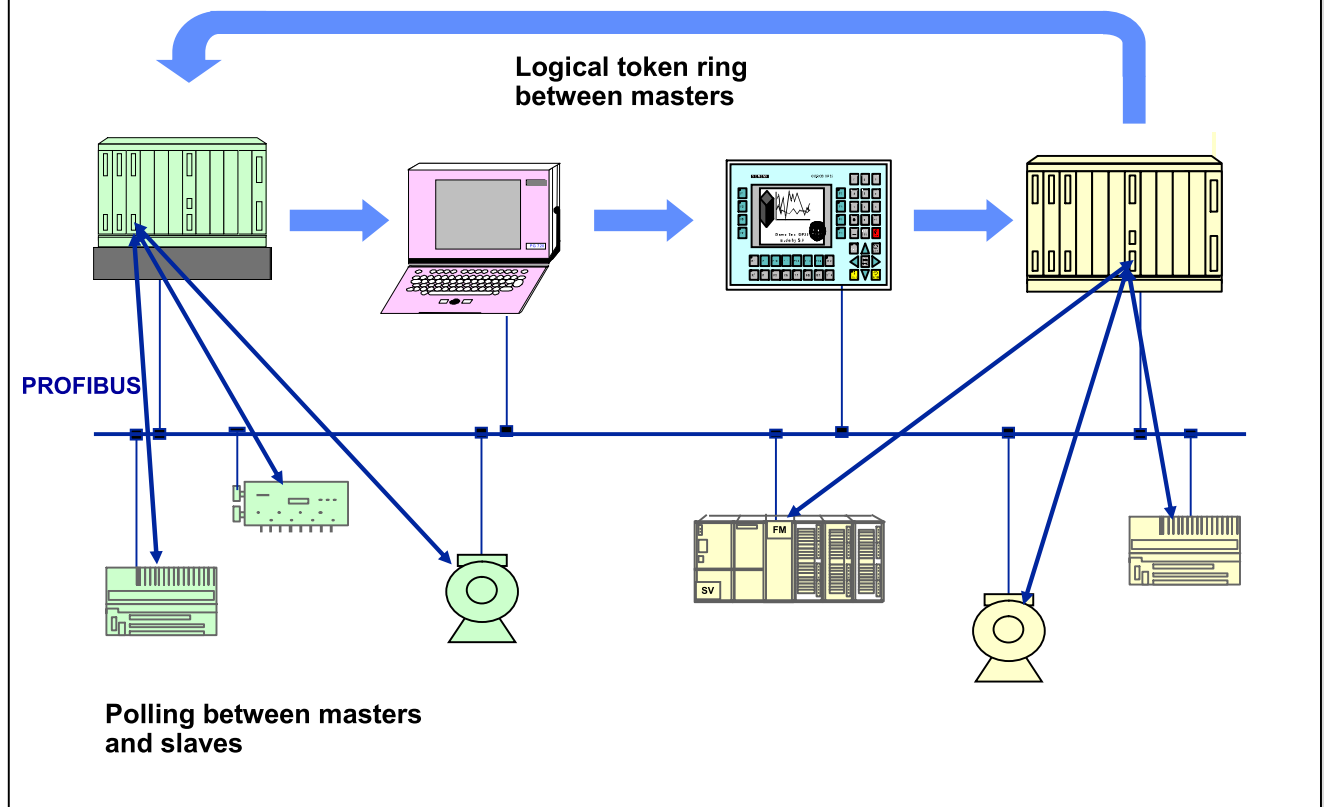 Logical token ring
between masters
PROFIBUS
FM
SV
Polling between masters
and slaves